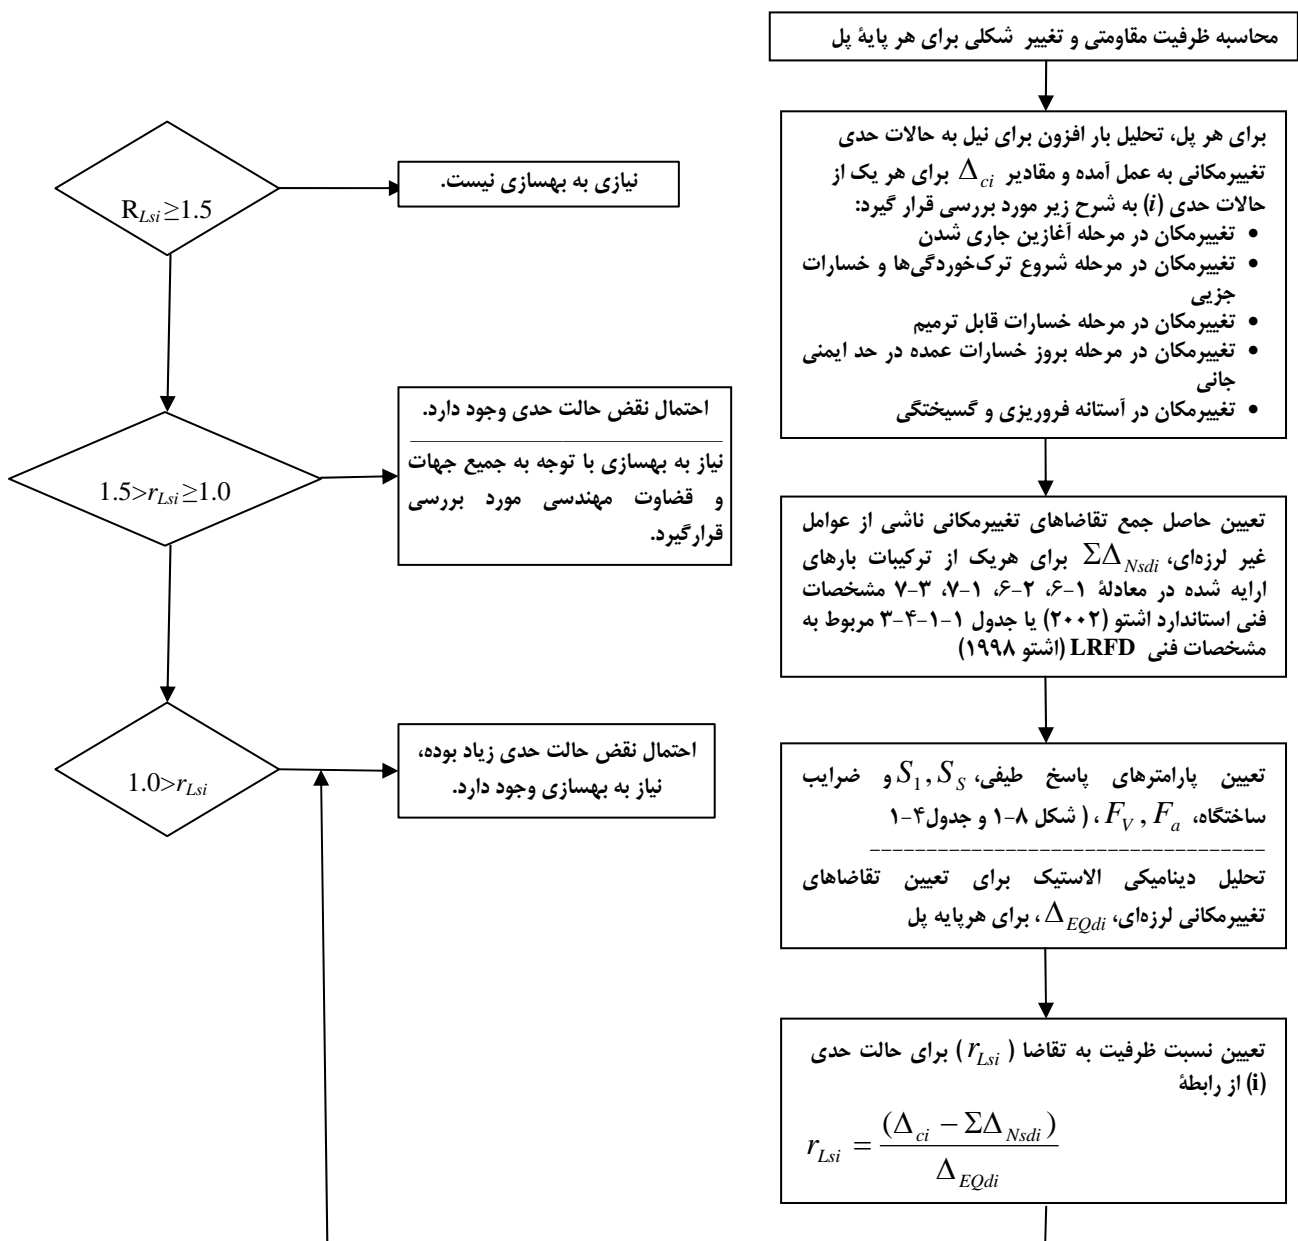 محاسبه ظرفیت مقاومتی و تغییر شکلی برای هر پایهٔ پل
برای هر پل، تحلیل بار افزون برای نیل به حالات حدی
تغییرمکانی به عمل آمده و مقادیر Δci برای هر یک از
حالات حدی (i) به شرح زیر مورد بررسی قرار گیرد:
• تغییرمکان در مرحله آغازین جاری شدن
• تغییرمکان در مرحله شروع ترک‌خوردگی‌ها و خسارات
جزیی
• تغییرمکان در مرحله خسارات قابل ترمیم
• تغییرمکان در مرحله بروز خسارات عمده در حد ایمنی
جانی
• تغییرمکان در آستانه فروریزی و گسیختگی
تعیین حاصل جمع تقاضاهای تغییرمکانی ناشی از عوامل
غیر لرزه‌ای، ΣΔNsdi برای هریک از ترکیبات بارهای
ارایه شده در معادلهٔ ۱-۶، ۲-۶، ۱-۷، ۳-۷ مشخصات
فنی استاندارد اشتو (۲۰۰۲) یا جدول ۱-۱-۴-۳ مربوط به
مشخصات فنی LRFD (اشتو ۱۹۹۸)
تعیین پارامترهای پاسخ طیفی، S1, SS و ضرایب
ساختگاه، FV, Fa ، ( شکل ۸-۱ و جدول۴-۱
تحلیل دینامیکی الاستیک برای تعیین تقاضاهای
تغییرمکانی لرزه‌ای، ΔEQdi ، برای هرپایه پل
تعیین نسبت ظرفیت به تقاضا ( rLsi ) برای حالت حدی
(i) از رابطهٔ
rLsi = (Δci − ΣΔNsdi) / ΔEQdi
RLsi≥1.5
نیازی به بهسازی نیست.
1.5>rLsi≥1.0
احتمال نقض حالت حدی وجود دارد.
نیاز به بهسازی با توجه به جمیع جهات
و قضاوت مهندسی مورد بررسی
قرارگیرد.
1.0>rLsi
احتمال نقض حالت حدی زیاد بوده،
نیاز به بهسازی وجود دارد.